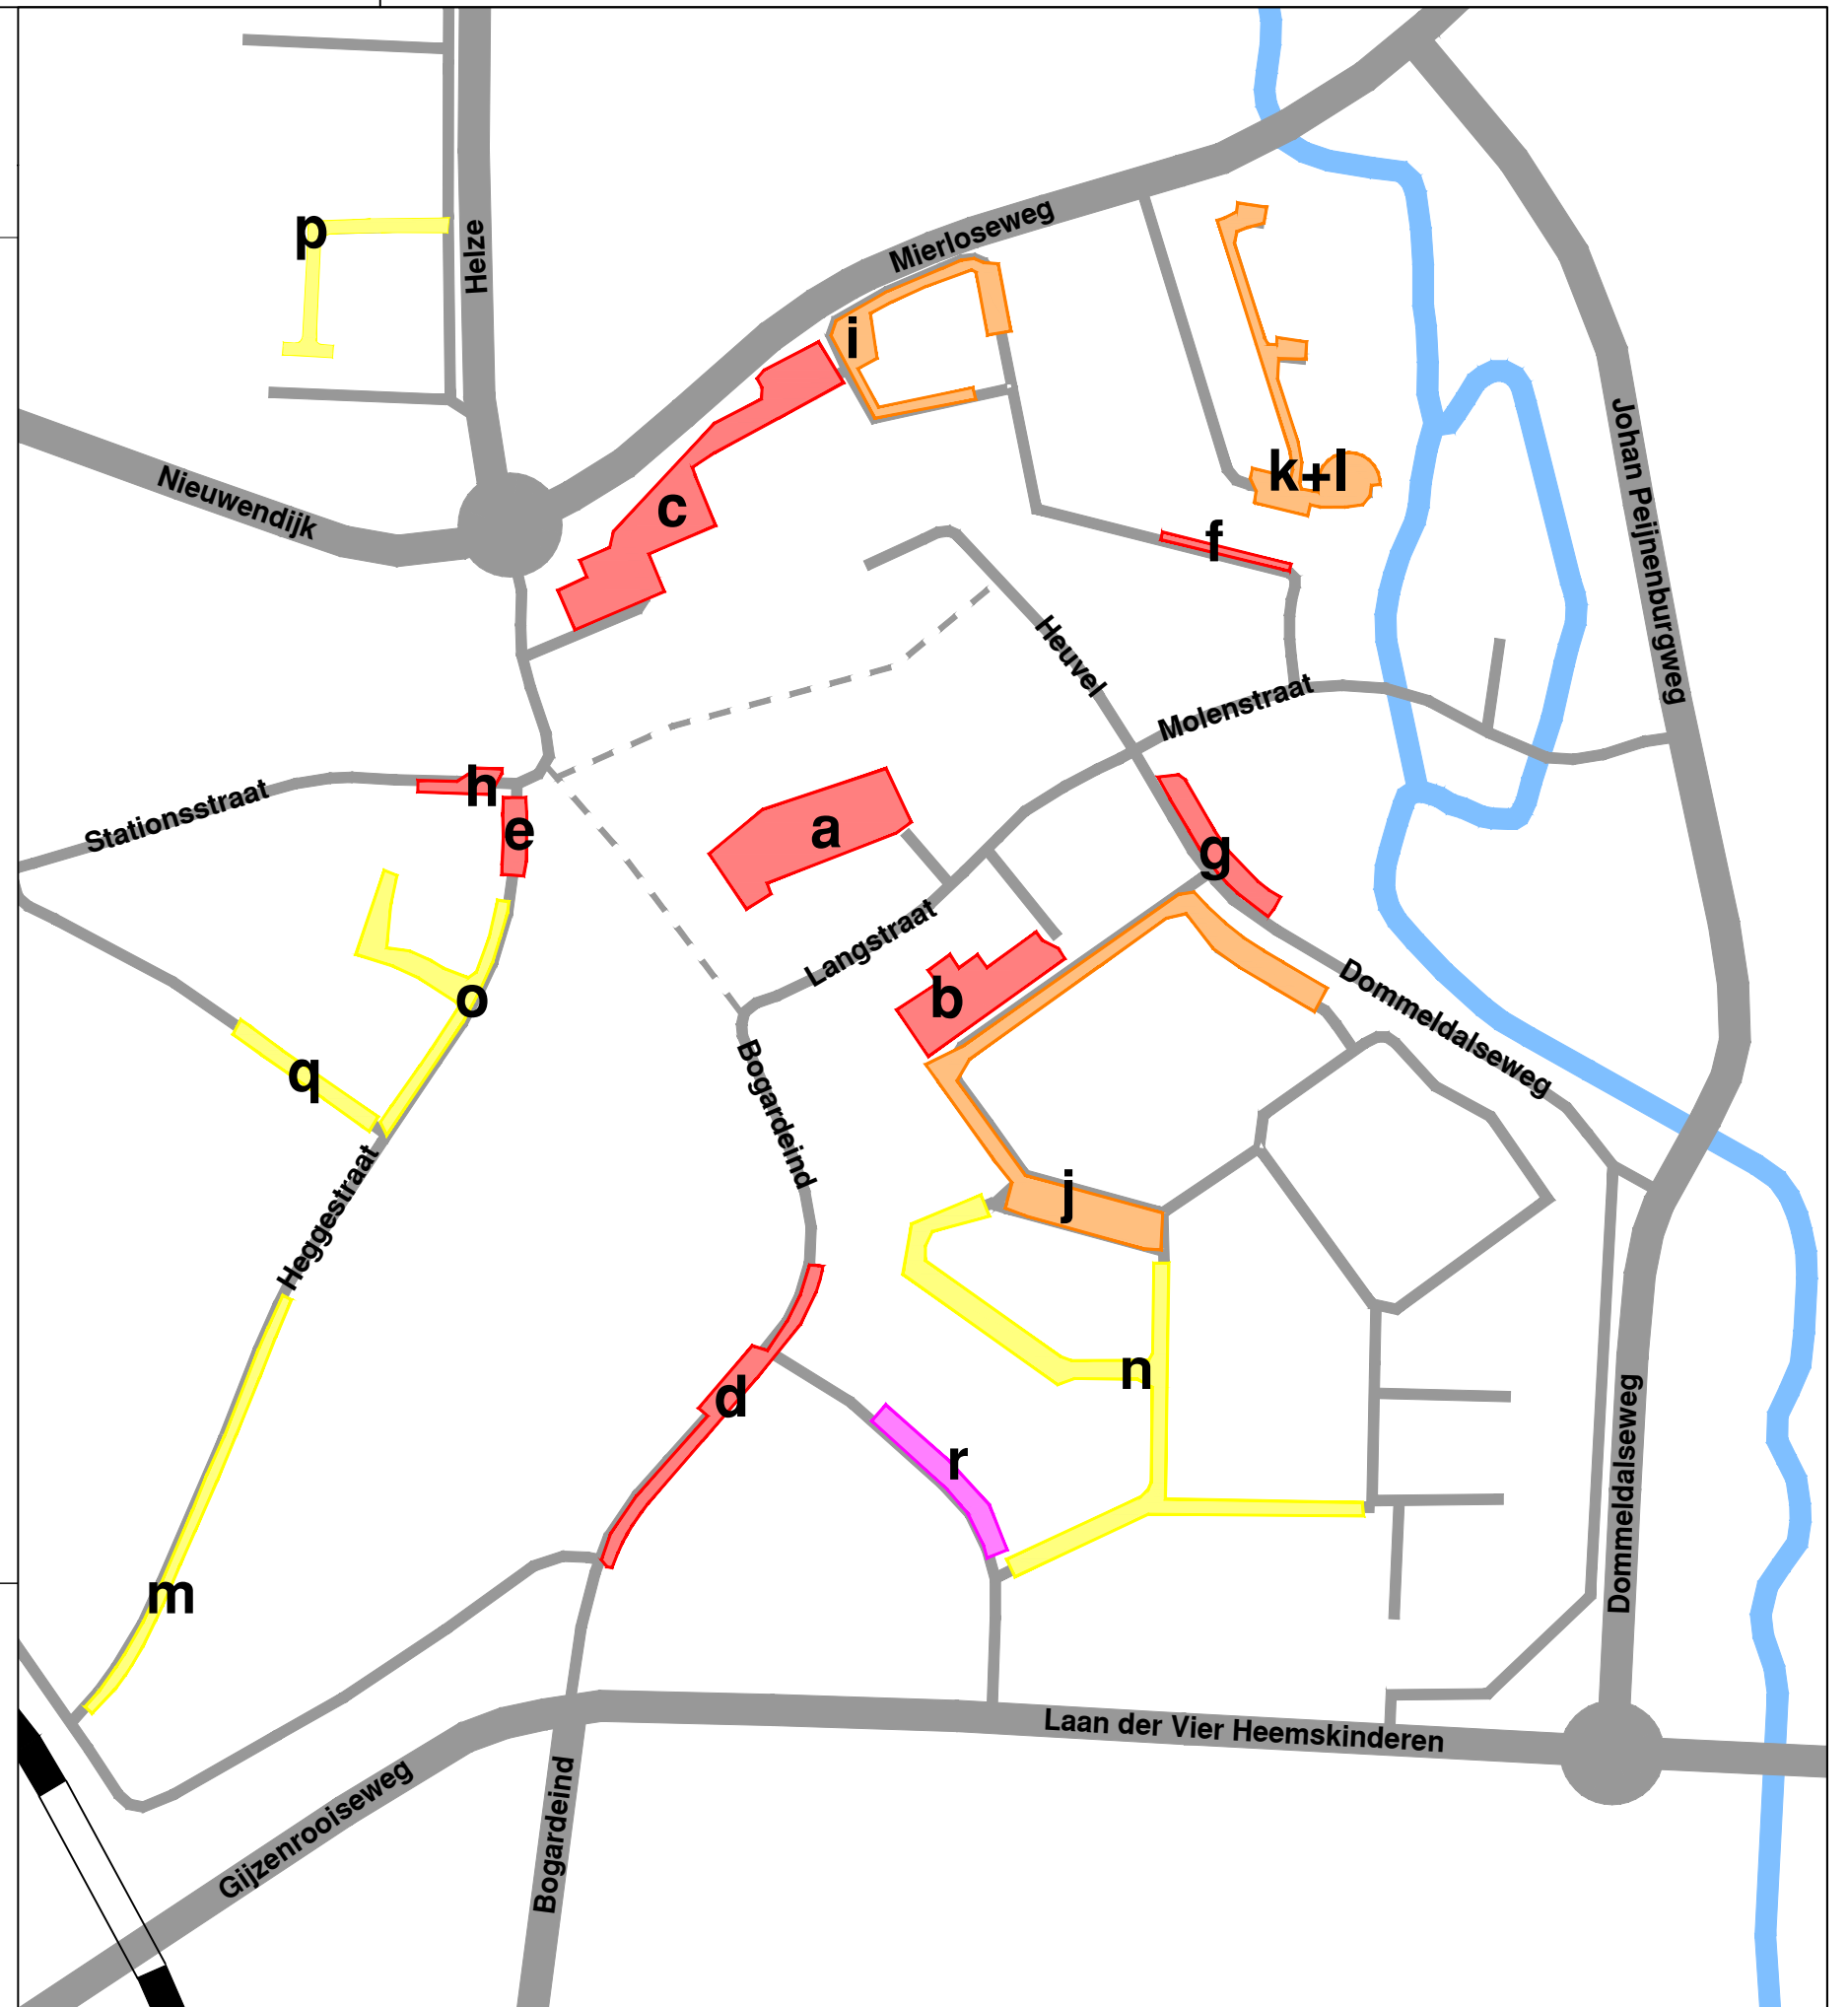 p
Helze
Mierloseweg
i
Johan Peijnenburgweg
k+l
Nieuwendijk
c
f
Heuvel
Molenstraat
h
Stationsstraat
e
a
g
Langstraat
o
b
Dommeldalseweg
q
Bogardeind
Heggestraat
j
n
d
r
Dommeldalseweg
m
Laan der Vier Heemskinderen
Gijzenrooiseweg
Bogardeind